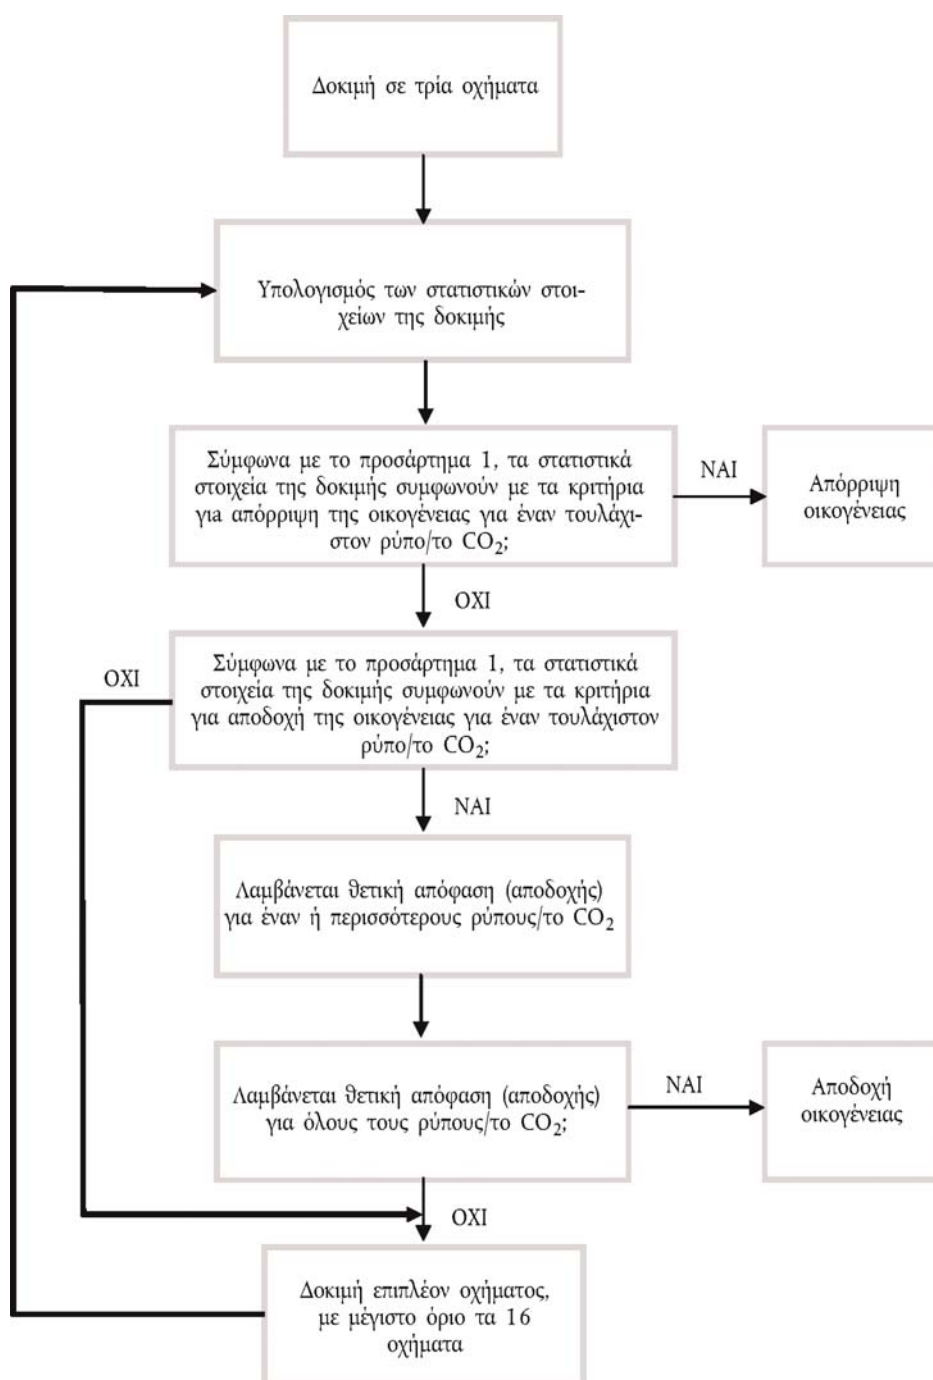 Δοκιμή σε τρία οχήματα
Υπολογισμός των στατιστικών στοι-
χείων της δοκιμής
Σύμφωνα με το προσάρτημα 1, τα στατιστικά
στοιχεία της δοκιμής συμφωνούν με τα κριτήρια
για απόρριψη της οικογένειας για έναν τουλάχι-
στον ρύπο/το CO₂;
ΝΑΙ
Απόρριψη
οικογένειας
ΟΧΙ
Σύμφωνα με το προσάρτημα 1, τα στατιστικά
στοιχεία της δοκιμής συμφωνούν με τα κριτήρια
για αποδοχή της οικογένειας για έναν τουλάχιστον
ρύπο/το CO₂;
ΟΧΙ
ΝΑΙ
Λαμβάνεται θετική απόφαση (αποδοχής)
για έναν ή περισσότερους ρύπους/το CO₂
Λαμβάνεται θετική απόφαση (αποδοχής)
για όλους τους ρύπους/το CO₂;
ΝΑΙ
Αποδοχή
οικογένειας
ΟΧΙ
Δοκιμή επιπλέον οχήματος,
με μέγιστο όριο τα 16
οχήματα